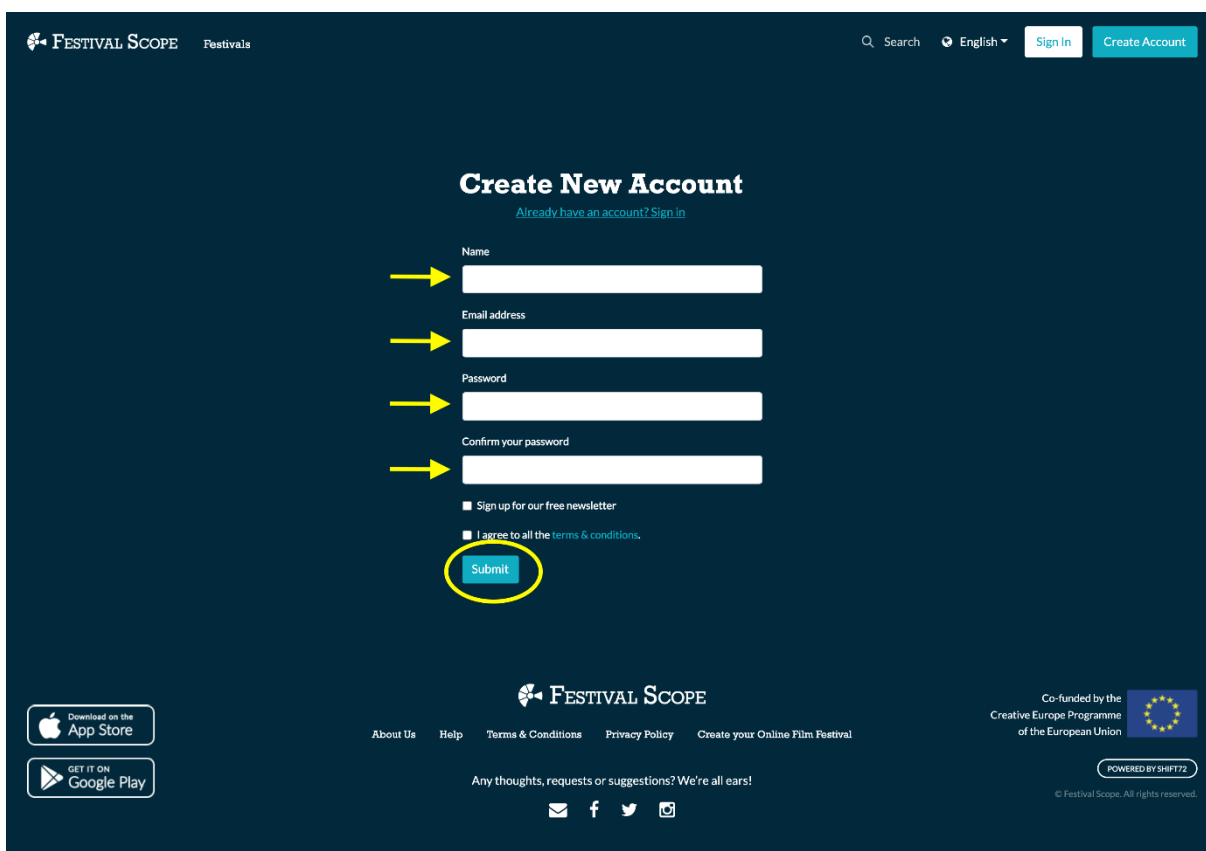 FESTIVAL SCOPE Festivals Search English Sign In Create Account
Create New Account
Already have an account? Sign in
Name
Email address
Password
Confirm your password
Sign up for our free newsletter
I agree to all the terms & conditions.
Submit
FESTIVAL SCOPE
About Us Help Terms & Conditions Privacy Policy Create your Online Film Festival
Any thoughts, requests or suggestions? We're all ears!
Download on the
App Store
GET IT ON
Google Play
Co-funded by the
Creative Europe Programme
of the European Union
POWERED BY SHIFT72
© Festival Scope. All rights reserved.